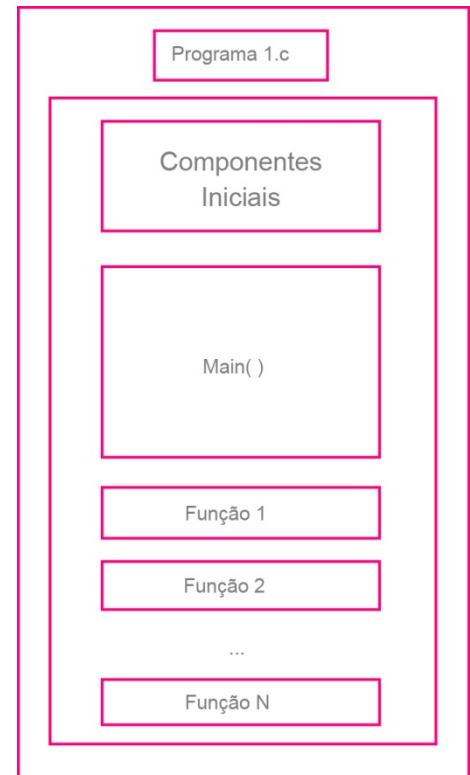 Programa 1.c
Componentes
Iniciais
Main( )
Função 1
Função 2
...
Função N